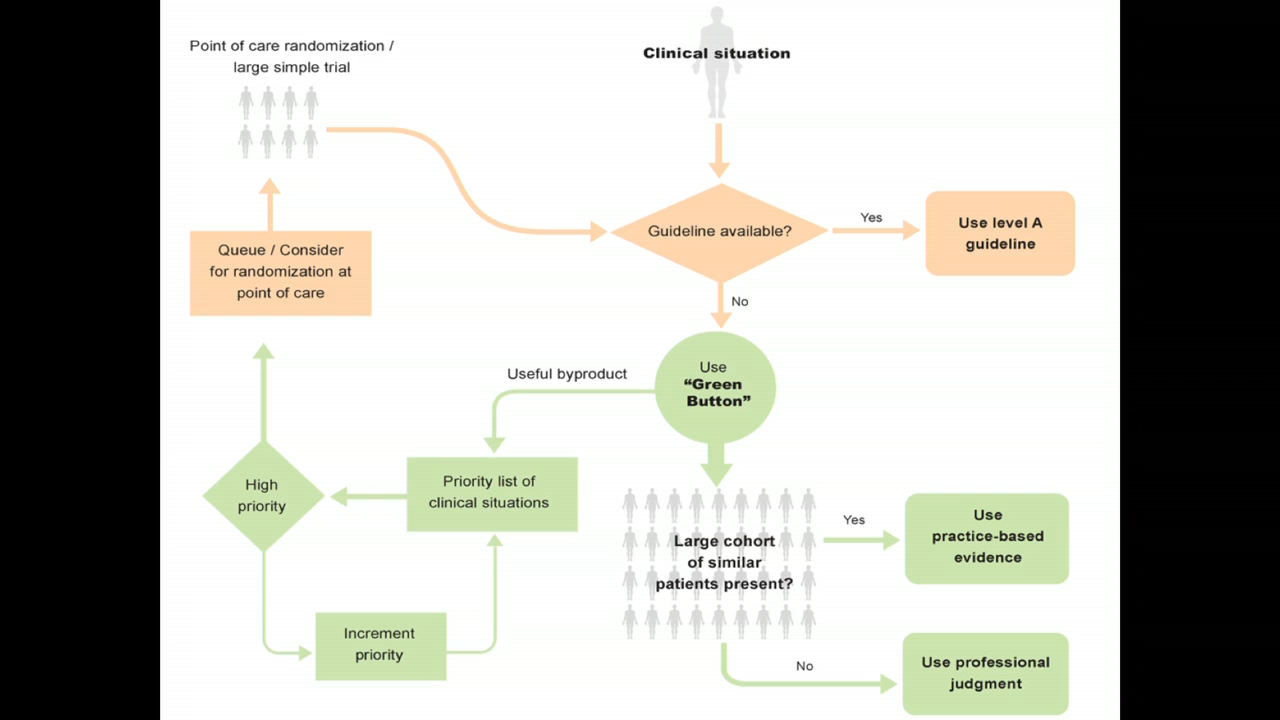 Point of care randomization /
large simple trial
Clinical situation
Guideline available?
Yes
Use level A
guideline
Queue / Consider
for randomization at
point of care
No
Use
“Green
Button”
Useful byproduct
Priority list of
clinical situations
High
priority
Increment
priority
Large cohort
of similar
patients present?
Yes
Use
practice-based
evidence
No
Use professional
judgment